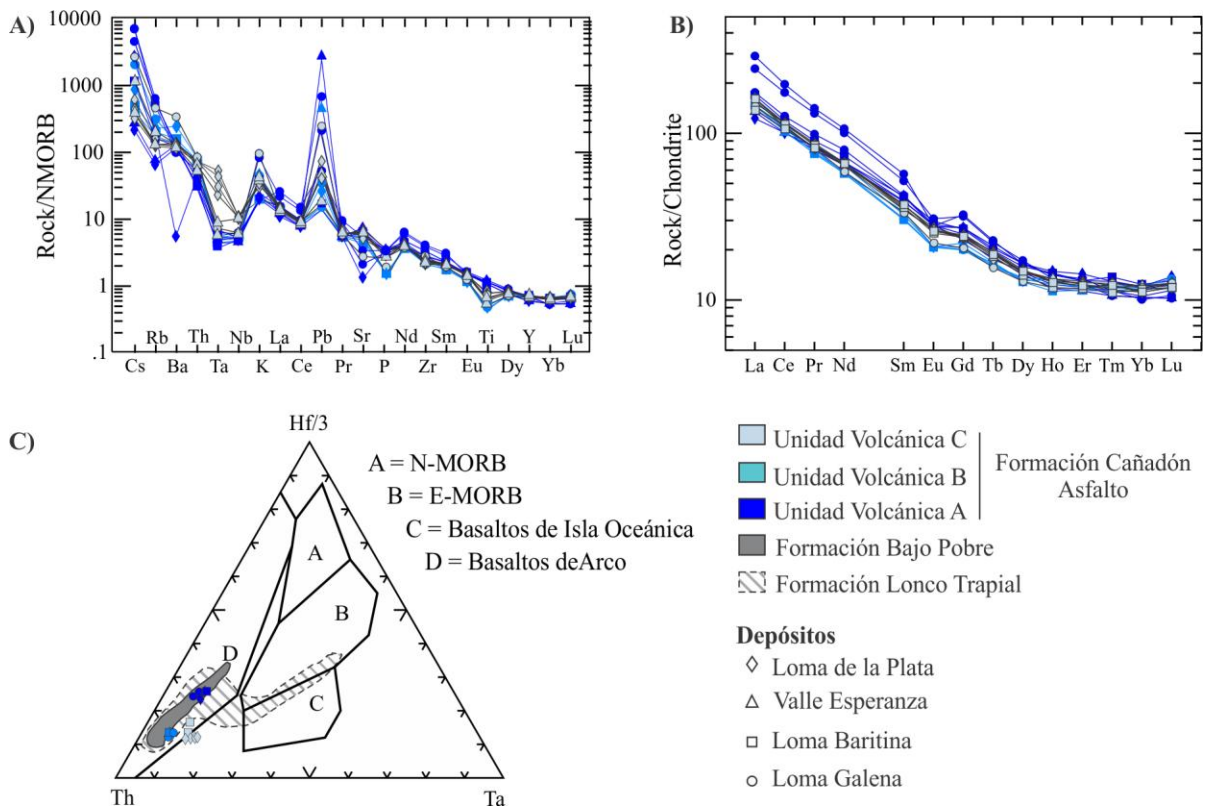 A)
10000
1000
100
10
1
.1
Rock/NMORB
Rb Th Nb La Pb Sr Nd Sm Ti Y Lu
Cs Ba Ta K Ce Pr P Zr Eu Dy Yb
B)
100
10
Rock/Chondrite
La Ce Pr Nd Sm Eu Gd Tb Dy Ho Er Tm Yb Lu
C)
Hf/3
A = N-MORB
B = E-MORB
C = Basaltos de Isla Oceánica
D = Basaltos deArco
A
B
D
C
Th
Ta
Unidad Volcánica C
Unidad Volcánica B
Unidad Volcánica A
Formación Cañadón
Asfalto
Formación Bajo Pobre
Formación Lonco Trapial
Depósitos
Loma de la Plata
Valle Esperanza
Loma Baritina
Loma Galena